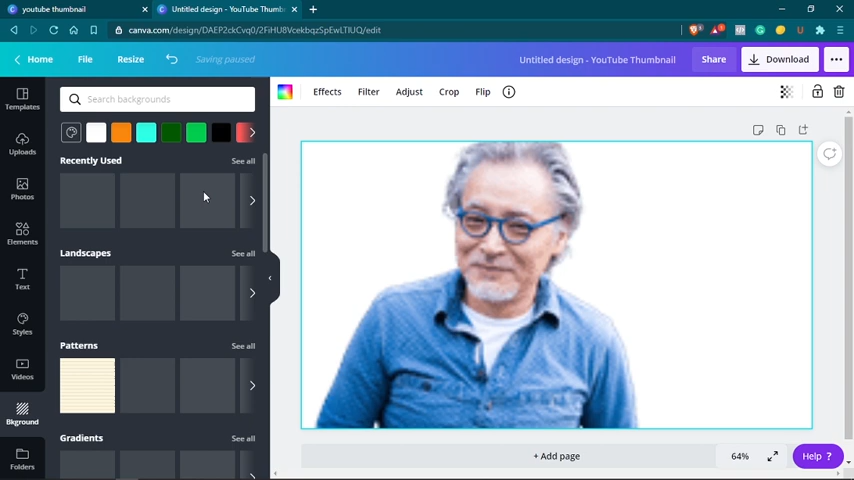 youtube thumbnail
Untitled design - YouTube Thumb
canva.com/design/DAEP2ckCvq0/2FiHU8VcekbqzSpEwLTIUQ/edit
Home
File
Resize
Saving paused
Untitled design - YouTube Thumbnail
Share
Download
Search backgrounds
Effects
Filter
Adjust
Crop
Flip
Templates
Uploads
Photos
Elements
Text
Styles
Videos
Bkground
Folders
Recently Used
See all
Landscapes
See all
Patterns
See all
Gradients
See all
+ Add page
64%
Help ?